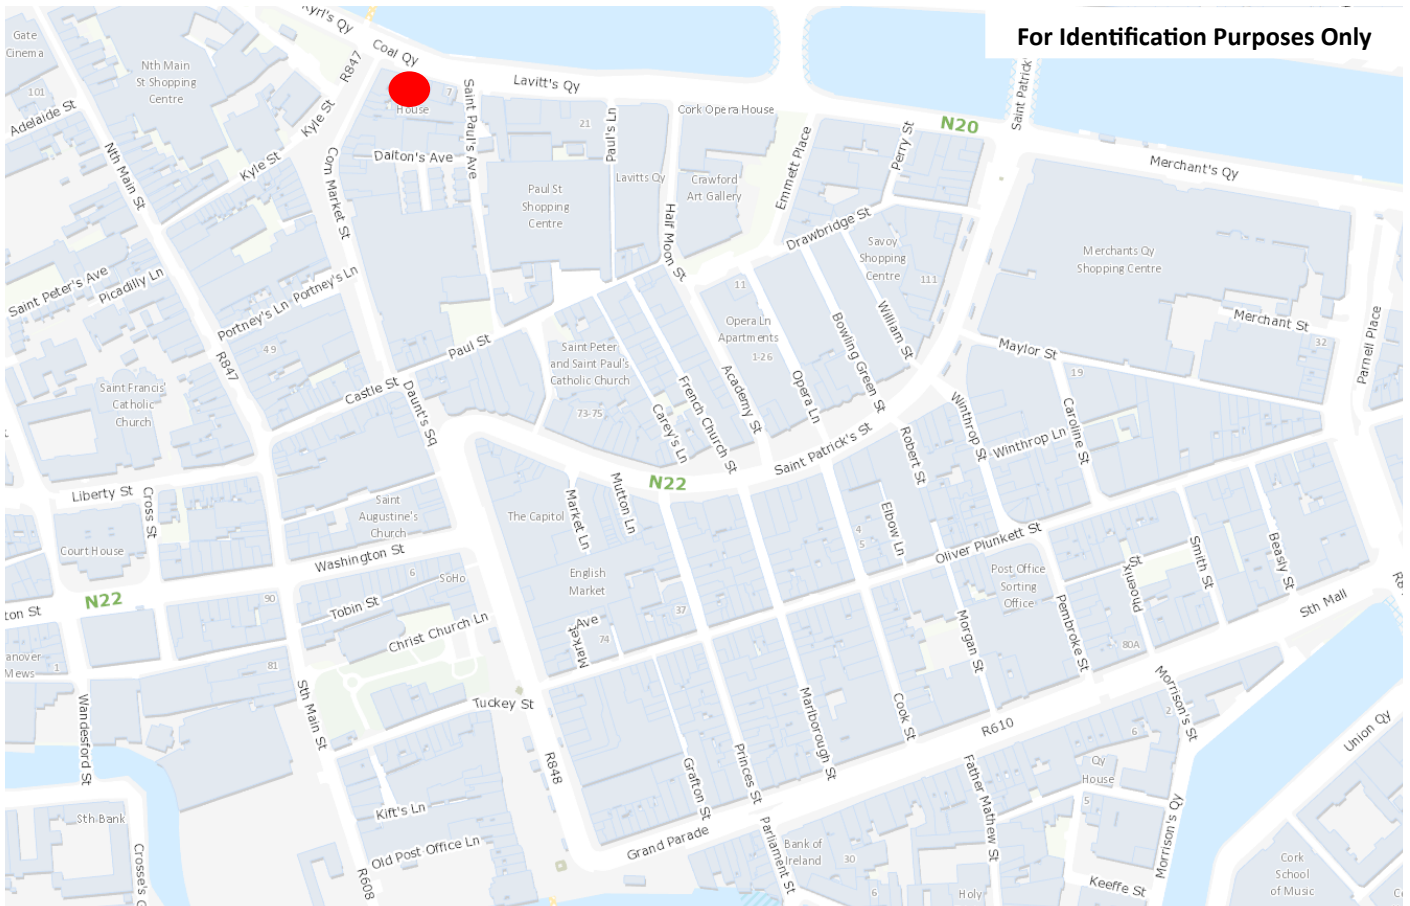 For Identification Purposes Only
Kyrl's Qy
Coal Qy
R847
Gate
Cinema
Nth Main
St Shopping
Centre
101
Adelaide St
Kyle St
Kyle St
Nth Main St
House
7
Lavitt's Qy
Saint Paul's Ave
21
Paul's Ln
Cork Opera House
N20
Saint Patrick'
Merchant's Qy
Dalton's Ave
Corn Market St
Paul St
Shopping
Centre
Lavitts Qy
Crawford
Art Gallery
Half Moon St
Emmett Place
Perry St
Drawbridge St
Savoy
Shopping
Centre
111
Merchants Qy
Shopping Centre
Saint Peter's Ave
Picadilly Ln
Portney's Ln
Portney's Ln
R847
49
Paul St
11
Opera Ln
Apartments
1-26
Bowling Green St
William St
Merchant St
32
Parnell Place
Maylor St
19
Saint Francis'
Catholic
Church
Castle St
Daunt's Sq
Saint Peter
and Saint Paul's
Catholic Church
73-75
Carey's Ln
French Church St
Academy St
Opera Ln
Winthrop St
Winthrop Ln
Caroline St
Robert St
Saint Patrick's St
N22
Liberty St
Cross St
Court House
Saint
Augustine's
Church
Washington St
The Capitol
Market Ln
Mutton Ln
English
Market
4
5
Elbow Ln
Oliver Plunkett St
Post Office
Sorting
Office
Phoenix
St
Smith St
Beasly St
Sth Mall
N22
ton St
90
6
SoHo
Tobin St
Christ Church Ln
37
Market
Ave
74
Morgan St
Pembroke St
80A
anover
Mews
1
81
Wandesford St
Sth Main St
Tuckey St
R848
Grafton St
Princes St
Marlborough St
Cook St
R610
Morrison's St
2
6
Union Qy
Father Mathew St
Qy
House
5
Morrison's Qy
Sth Bank
Crosse's G
Kift's Ln
Old Post Office Ln
R608
Grand Parade
Parliament St
Bank of
Ireland
30
6
Holy
Keeffe St
Cork
School
of Music